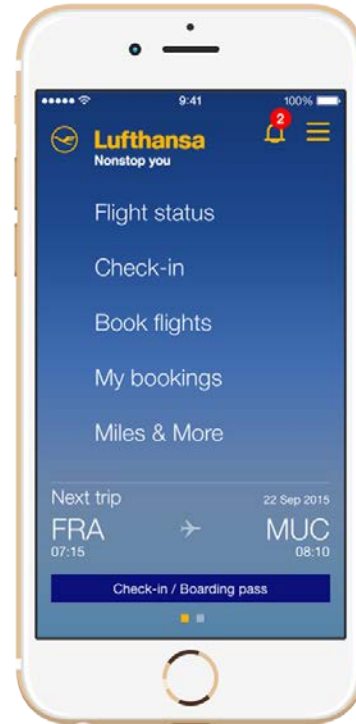 9:41
100%
2
Lufthansa
Nonstop you
Flight status
Check-in
Book flights
My bookings
Miles & More
Next trip
22 Sep 2015
FRA
MUC
07:15
08:10
Check-in / Boarding pass